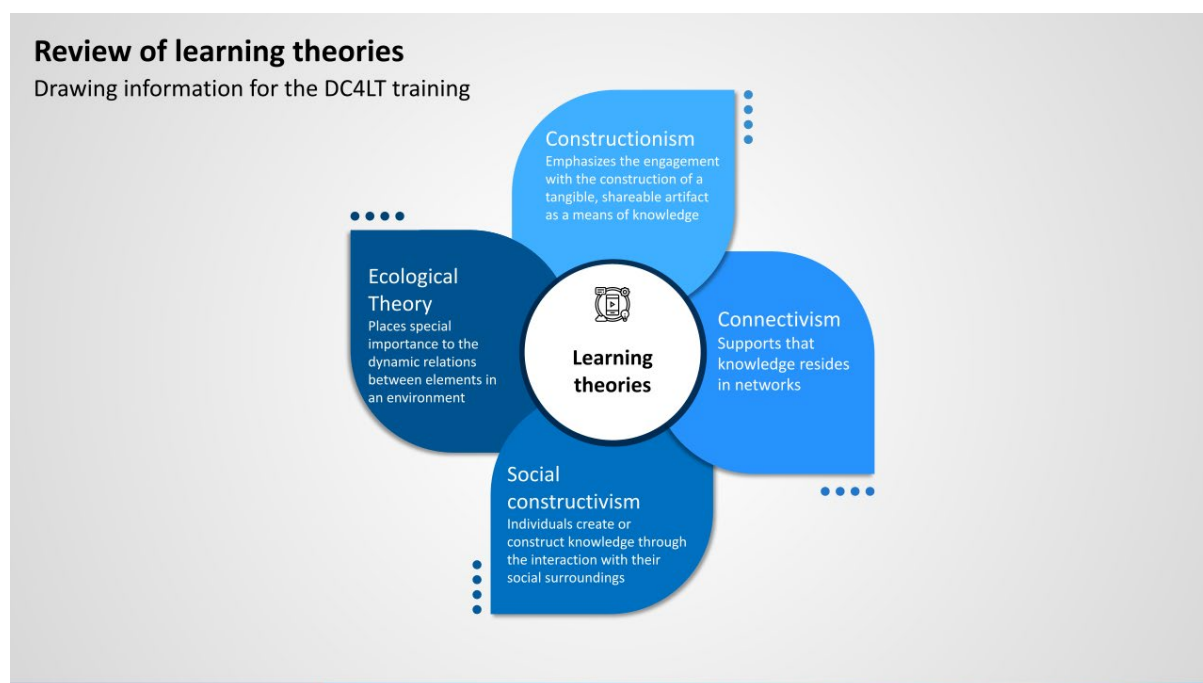 Review of learning theories
Drawing information for the DC4LT training
Constructionism
Emphasizes the engagement
with the construction of a
tangible, shareable artifact
as a means of knowledge
Ecological
Theory
Places special
importance to the
dynamic relations
between elements in
an environment
Learning
theories
Connectivism
Supports that
knowledge resides
in networks
Social
constructivism
Individuals create or
construct knowledge through
the interaction with their
social surroundings